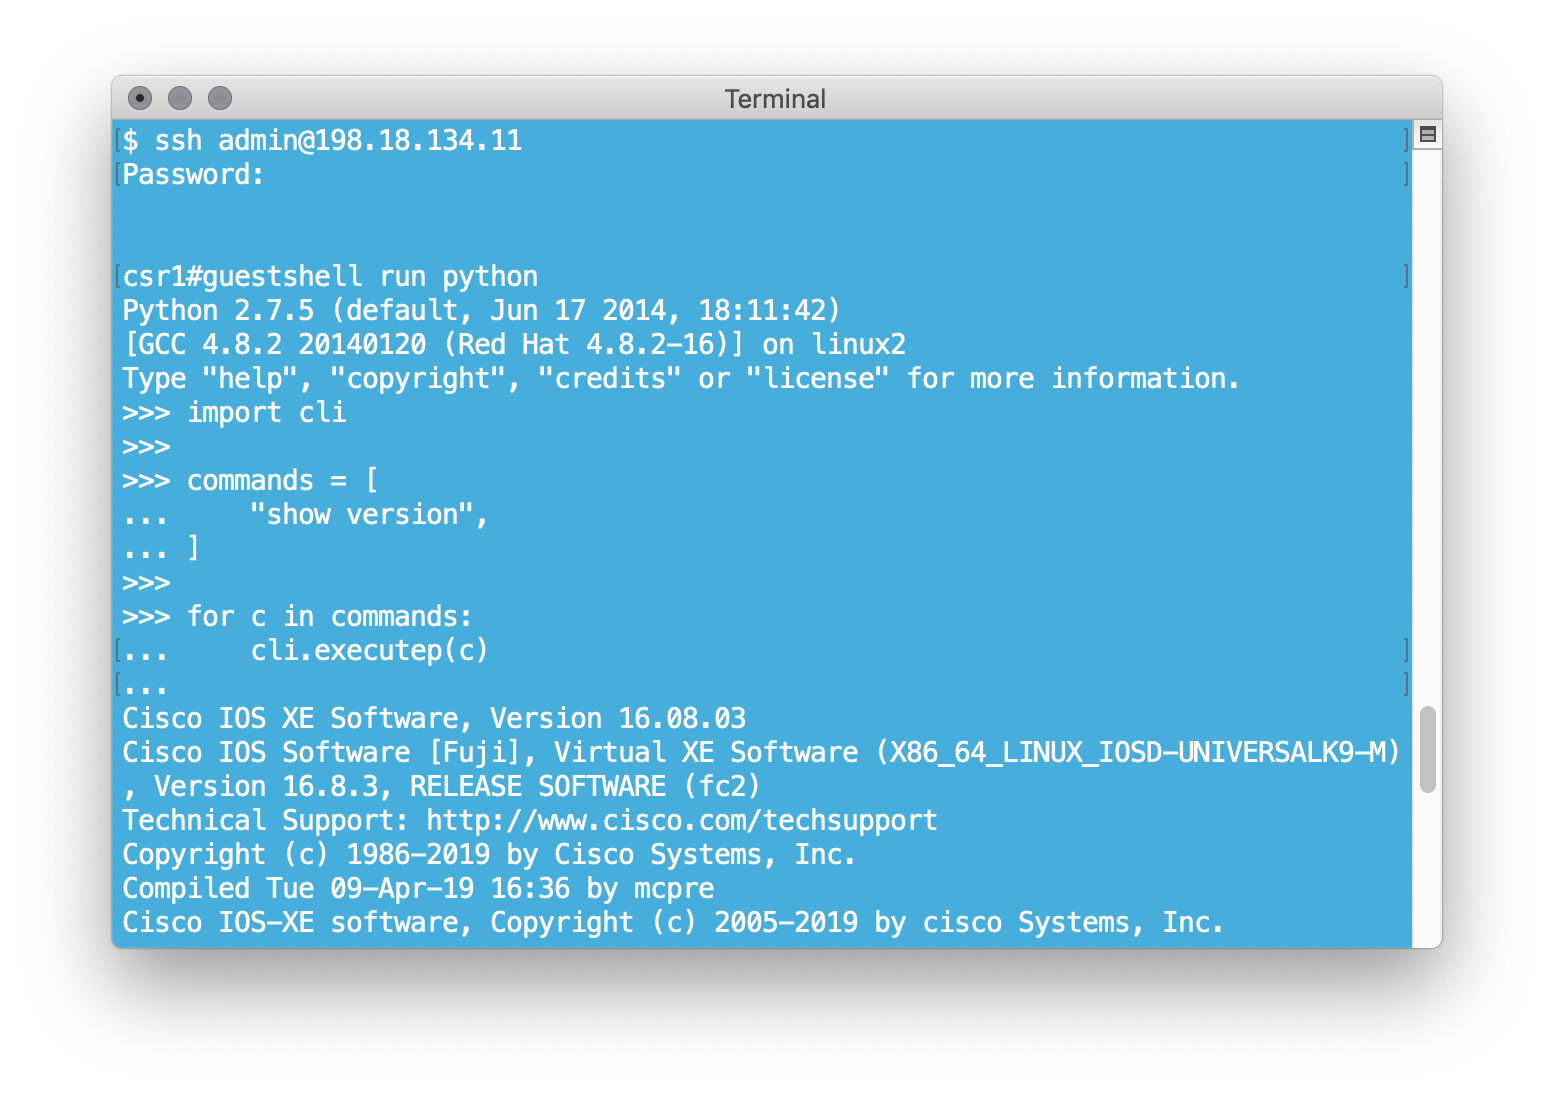 Terminal
$ ssh admin@198.18.134.11
Password:
csr1#guestshell run python
Python 2.7.5 (default, Jun 17 2014, 18:11:42)
[GCC 4.8.2 20140120 (Red Hat 4.8.2-16)] on linux2
Type "help", "copyright", "credits" or "license" for more information.
>>> import cli
>>>
>>> commands = [
...     "show version",
... ]
>>>
>>> for c in commands:
...     cli.executep(c)
...
Cisco IOS XE Software, Version 16.08.03
Cisco IOS Software [Fuji], Virtual XE Software (X86_64_LINUX_IOSD-UNIVERSALK9-M)
, Version 16.8.3, RELEASE SOFTWARE (fc2)
Technical Support: http://www.cisco.com/techsupport
Copyright (c) 1986-2019 by Cisco Systems, Inc.
Compiled Tue 09-Apr-19 16:36 by mcpre
Cisco IOS-XE software, Copyright (c) 2005-2019 by cisco Systems, Inc.